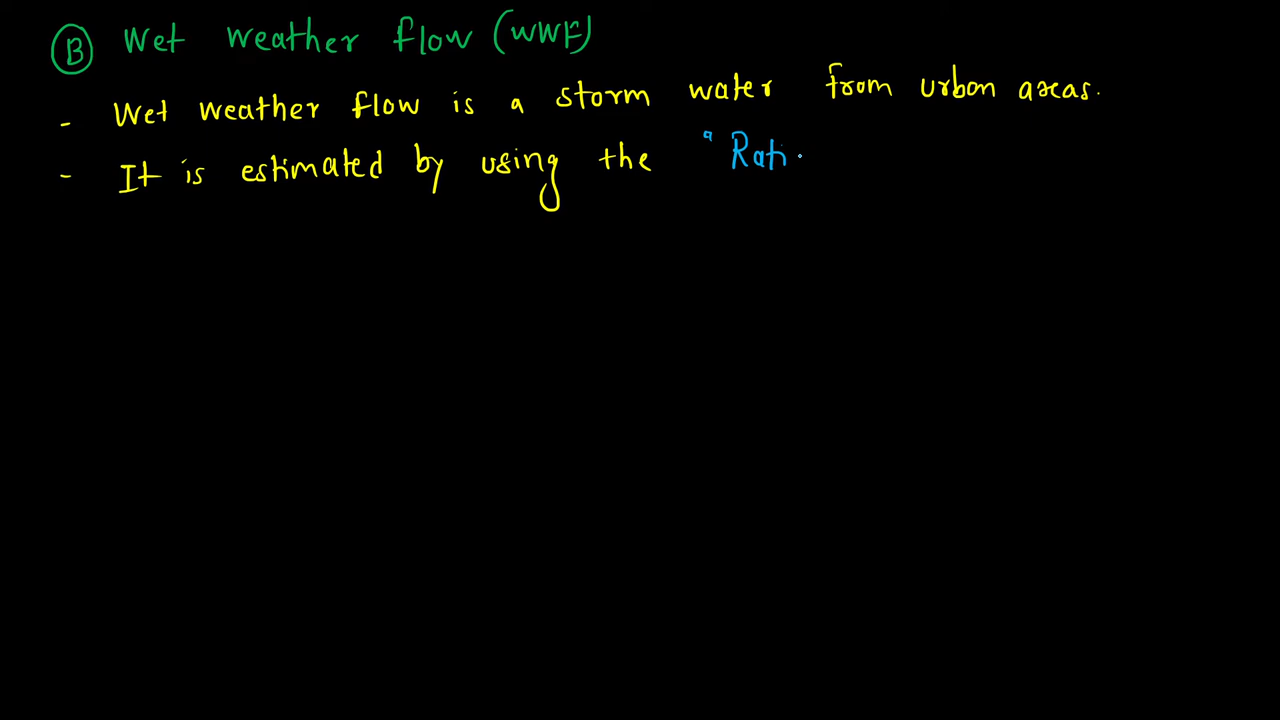 B Wet weather flow (WWF)
- Wet weather flow is a storm water from urban areas.
- It is estimated by using the "Rati